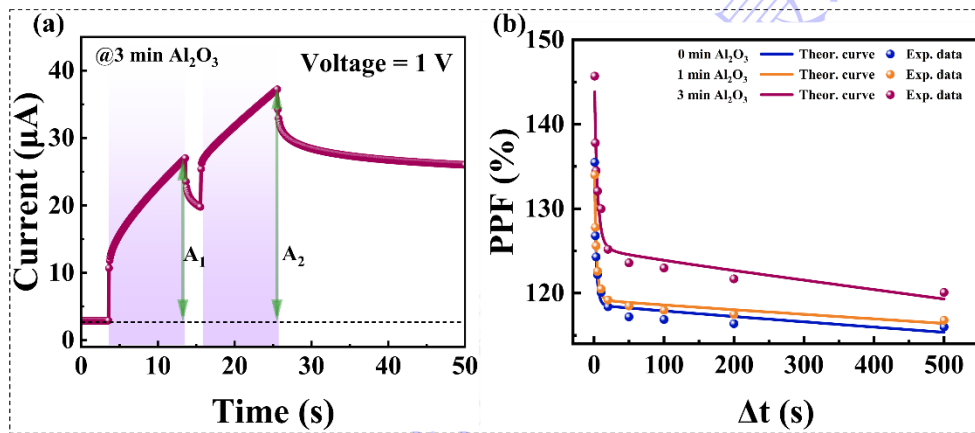 (a)
@3 min Al₂O₃
Voltage = 1 V
A₁
A₂
Current (μA)
0
10
20
30
40
0
10
20
30
40
50
Time (s)
(b)
0 min Al₂O₃ Theor. curve Exp. data
1 min Al₂O₃ Theor. curve Exp. data
3 min Al₂O₃ Theor. curve Exp. data
PPF (%)
150
145
130
120
0
100
200
300
400
500
Δt (s)